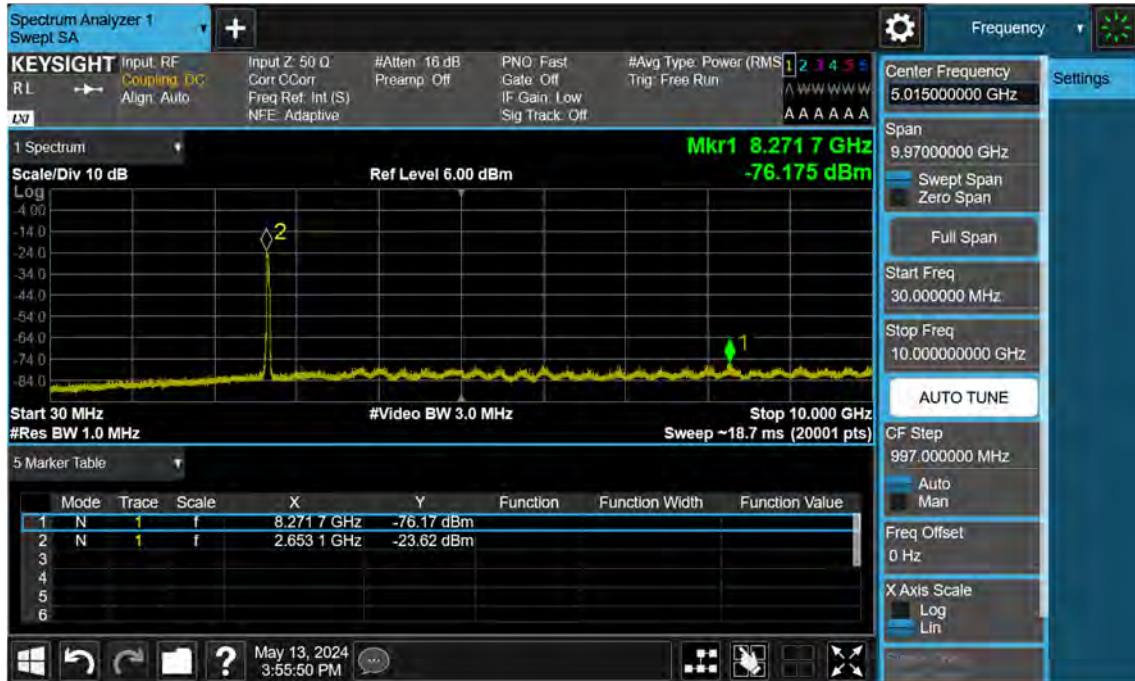 Spectrum Analyzer 1
Swept SA
Frequency
KEYSIGHT
RL
LXI
Input: RF
Coupling: DC
Align: Auto
Input Z: 50 Ω
Corr CCorr
Freq Ref: Int (S)
NFE: Adaptive
#Atten: 16 dB
Preamp: Off
PNO: Fast
Gate: Off
IF Gain: Low
Sig Track: Off
#Avg Type: Power (RMS
Trig: Free Run
1 2 3 4 5 6
A W W W W W
A A A A A A
1 Spectrum
Scale/Div 10 dB
Ref Level 6.00 dBm
Mkr1 8.271 7 GHz
-76.175 dBm
Log
-4.00
-14.0
-24.0
-34.0
-44.0
-54.0
-64.0
-74.0
-84.0
2
1
Start 30 MHz
#Video BW 3.0 MHz
Stop 10.000 GHz
#Res BW 1.0 MHz
Sweep ~18.7 ms (20001 pts)
5 Marker Table
Mode Trace Scale X Y Function Function Width Function Value
1 N 1 f 8.271 7 GHz -76.17 dBm
2 N 1 f 2.653 1 GHz -23.62 dBm
3
4
5
6
May 13, 2024
3:55:50 PM
Center Frequency
5.015000000 GHz
Span
9.97000000 GHz
Swept Span
Zero Span
Full Span
Start Freq
30.000000 MHz
Stop Freq
10.000000000 GHz
AUTO TUNE
CF Step
997.000000 MHz
Auto
Man
Freq Offset
0 Hz
X Axis Scale
Log
Lin
Settings